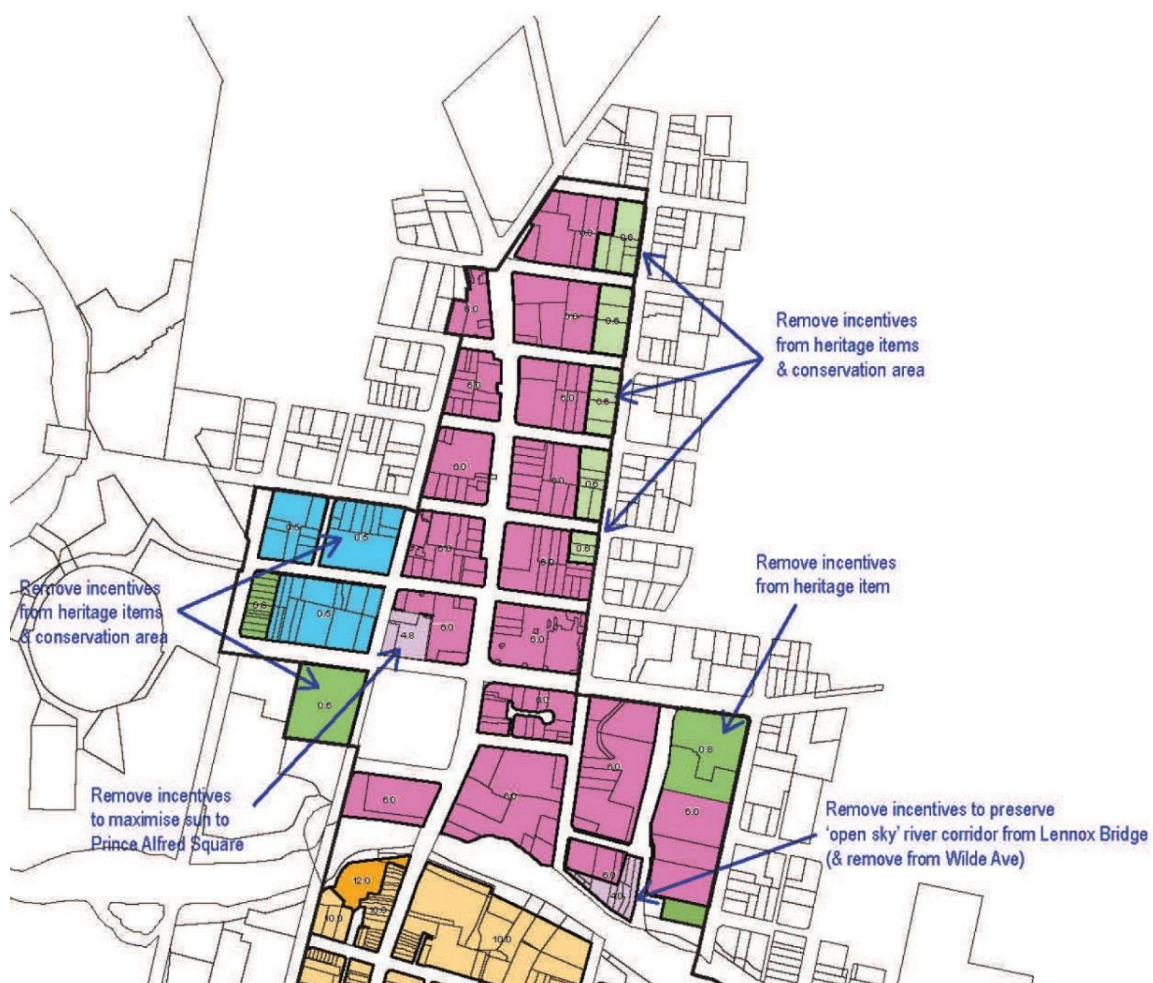 6.0
0.6
6.0
6.0
0.6
Remove incentives
from heritage items
& conservation area
6.0
6.0
0.6
6.0
6.0
0.6
0.5
0.5
6.0
6.0
0.6
Remove incentives
from heritage item
Remove incentives
from heritage items
& conservation area
0.6
0.5
4.8
6.0
6.0
0.6
6.0
0.8
6.0
6.0
6.0
6.0
Remove incentives
to maximise sun to
Prince Alfred Square
Remove incentives to preserve
'open sky' river corridor from Lennox Bridge
(& remove from Wilde Ave)
6.0
4.0
12.0
10.0
10.0
10.0